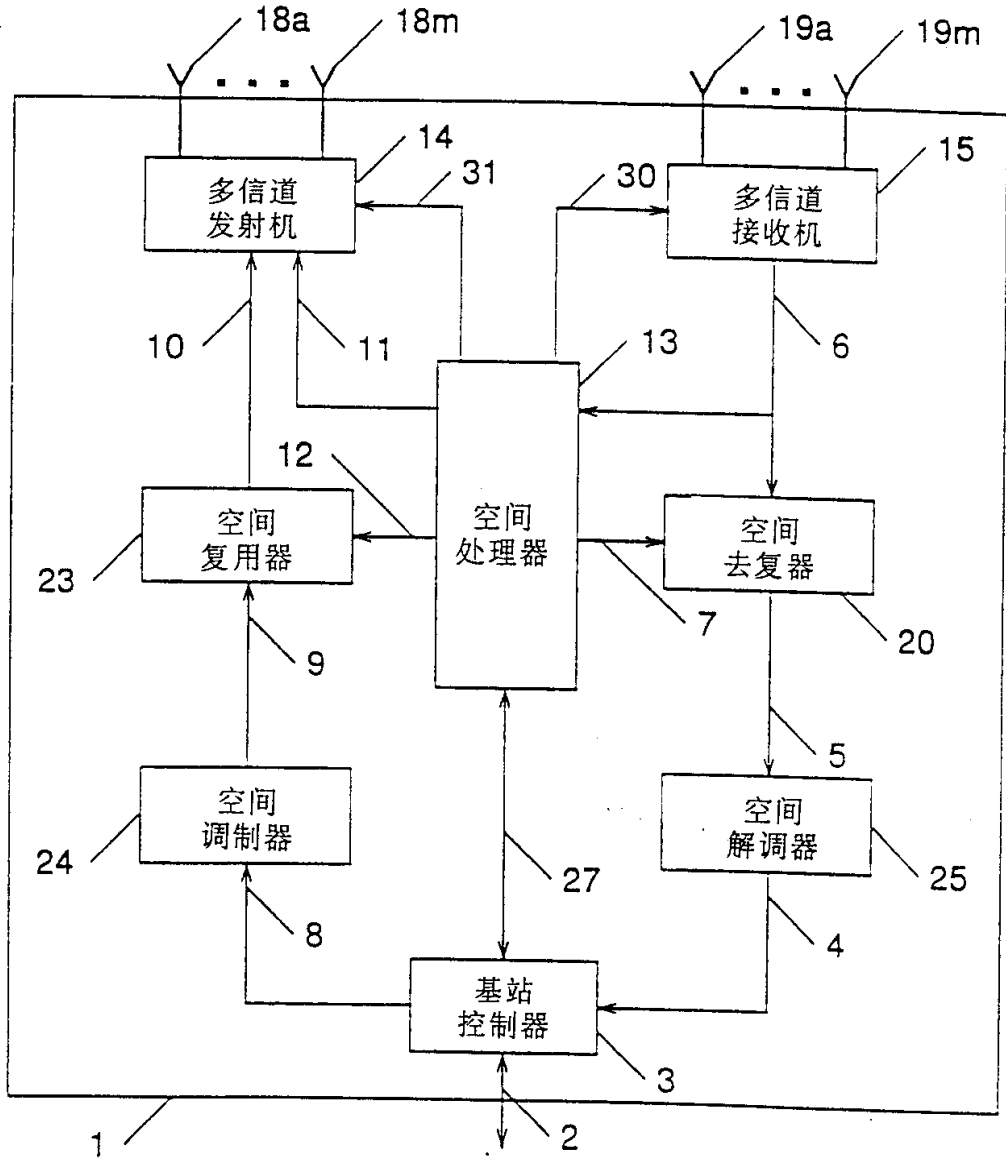 18a
18m
19a
19m
14
31
30
15
多信道
发射机
多信道
接收机
10
11
13
6
12
空间
复用器
空间
处理器
空间
去复器
23
9
7
20
5
空间
调制器
空间
解调器
24
8
27
4
25
基站
控制器
3
1
2